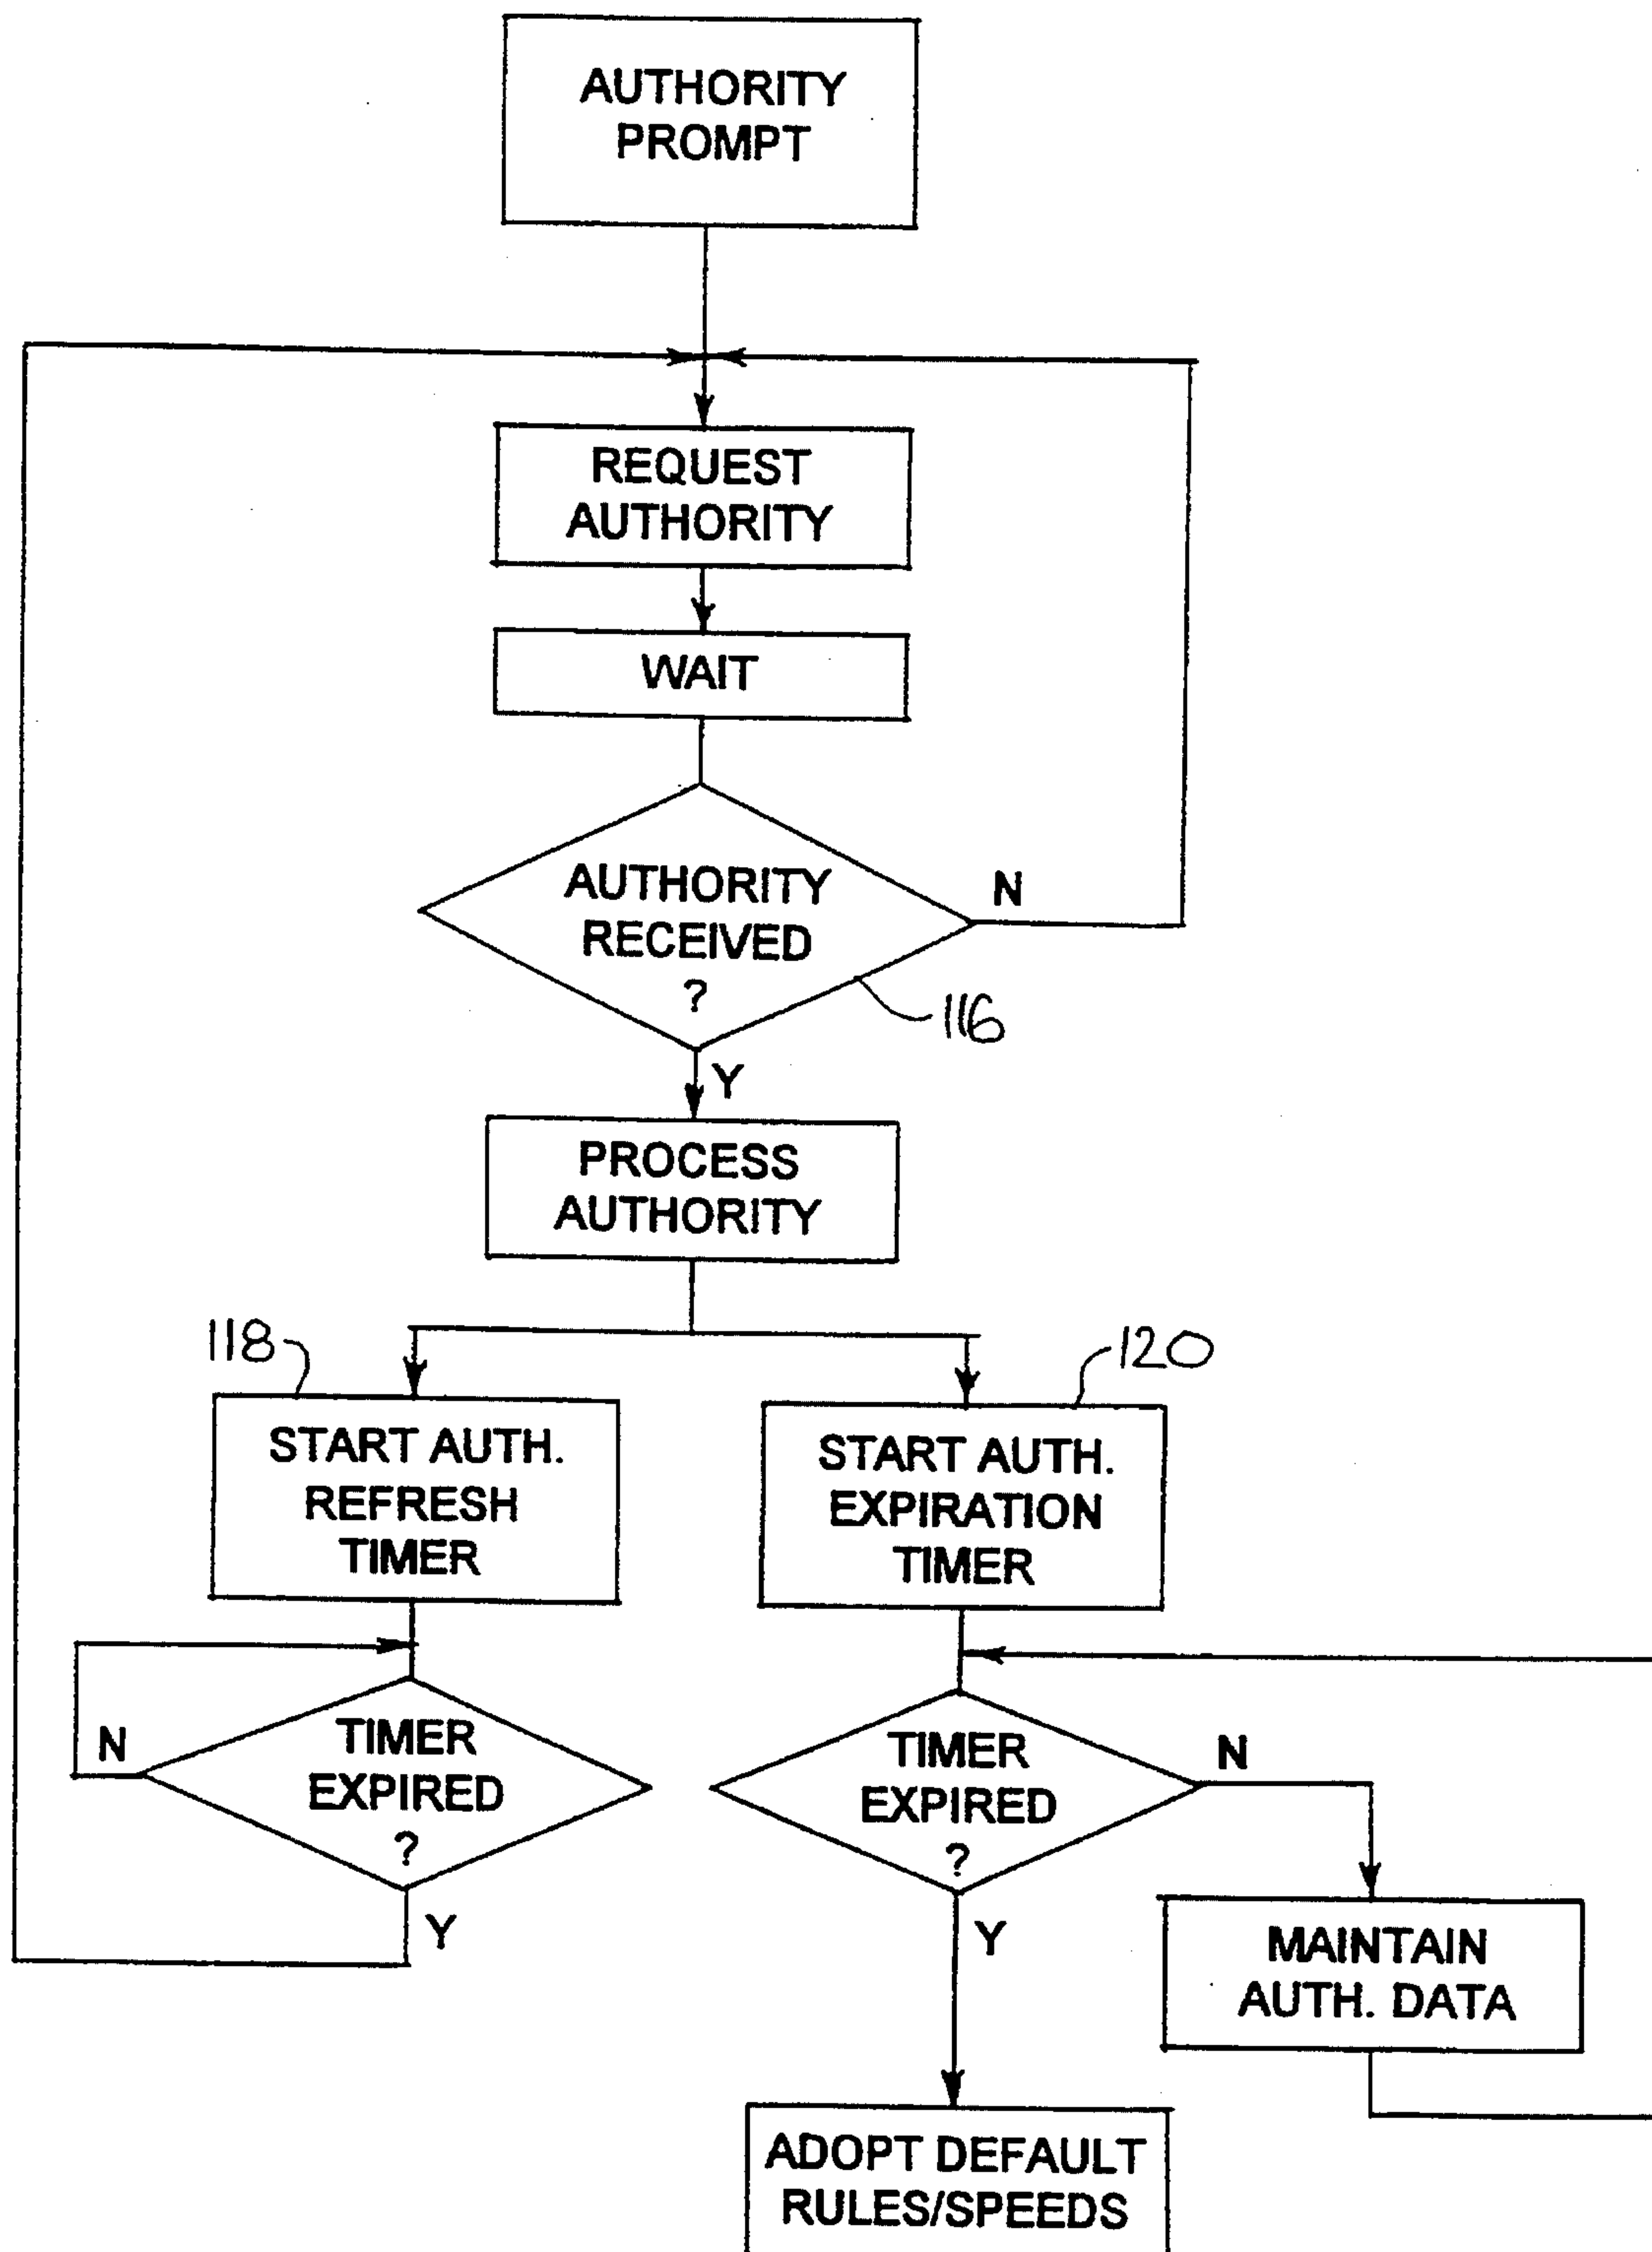 AUTHORITY
PROMPT
REQUEST
AUTHORITY
WAIT
AUTHORITY
RECEIVED
?
N
116
Y
PROCESS
AUTHORITY
118
120
START AUTH.
REFRESH
TIMER
START AUTH.
EXPIRATION
TIMER
N
TIMER
EXPIRED
?
Y
TIMER
EXPIRED
?
N
Y
MAINTAIN
AUTH. DATA
ADOPT DEFAULT
RULES/SPEEDS